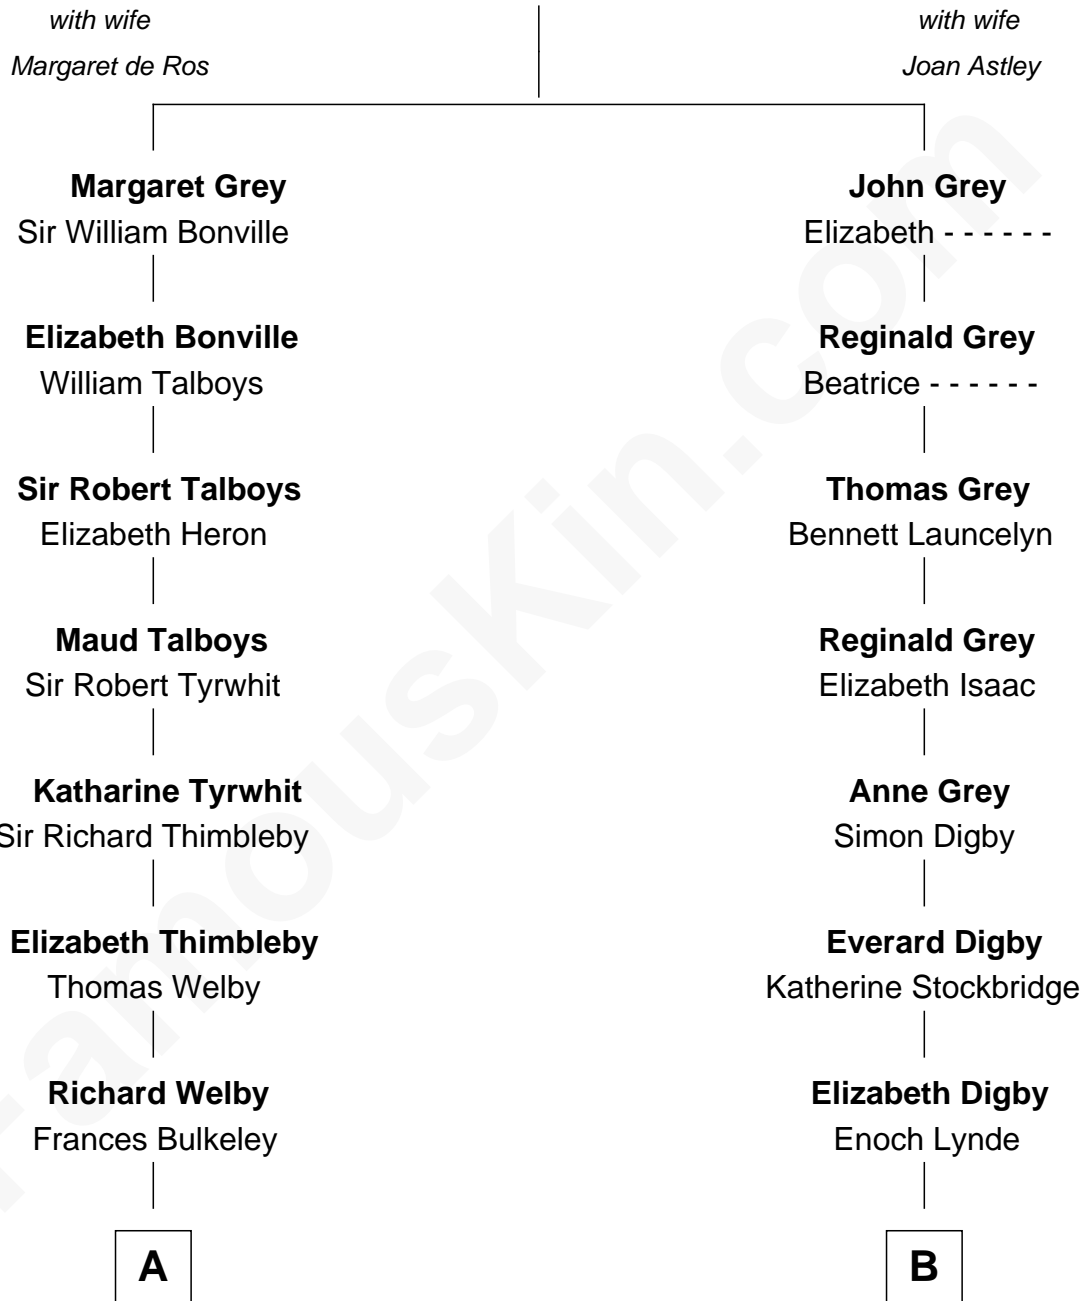 with wife
Margaret de Ros
with wife
Joan Astley
Margaret Grey
Sir William Bonville
John Grey
Elizabeth - - - - - -
Elizabeth Bonville
William Talboys
Reginald Grey
Beatrice - - - - - -
Sir Robert Talboys
Elizabeth Heron
Thomas Grey
Bennett Launcelyn
Maud Talboys
Sir Robert Tyrwhit
Reginald Grey
Elizabeth Isaac
Katharine Tyrwhit
Sir Richard Thimbleby
Anne Grey
Simon Digby
Elizabeth Thimbleby
Thomas Welby
Everard Digby
Katherine Stockbridge
Richard Welby
Frances Bulkeley
Elizabeth Digby
Enoch Lynde
A
B
FamousKin.com